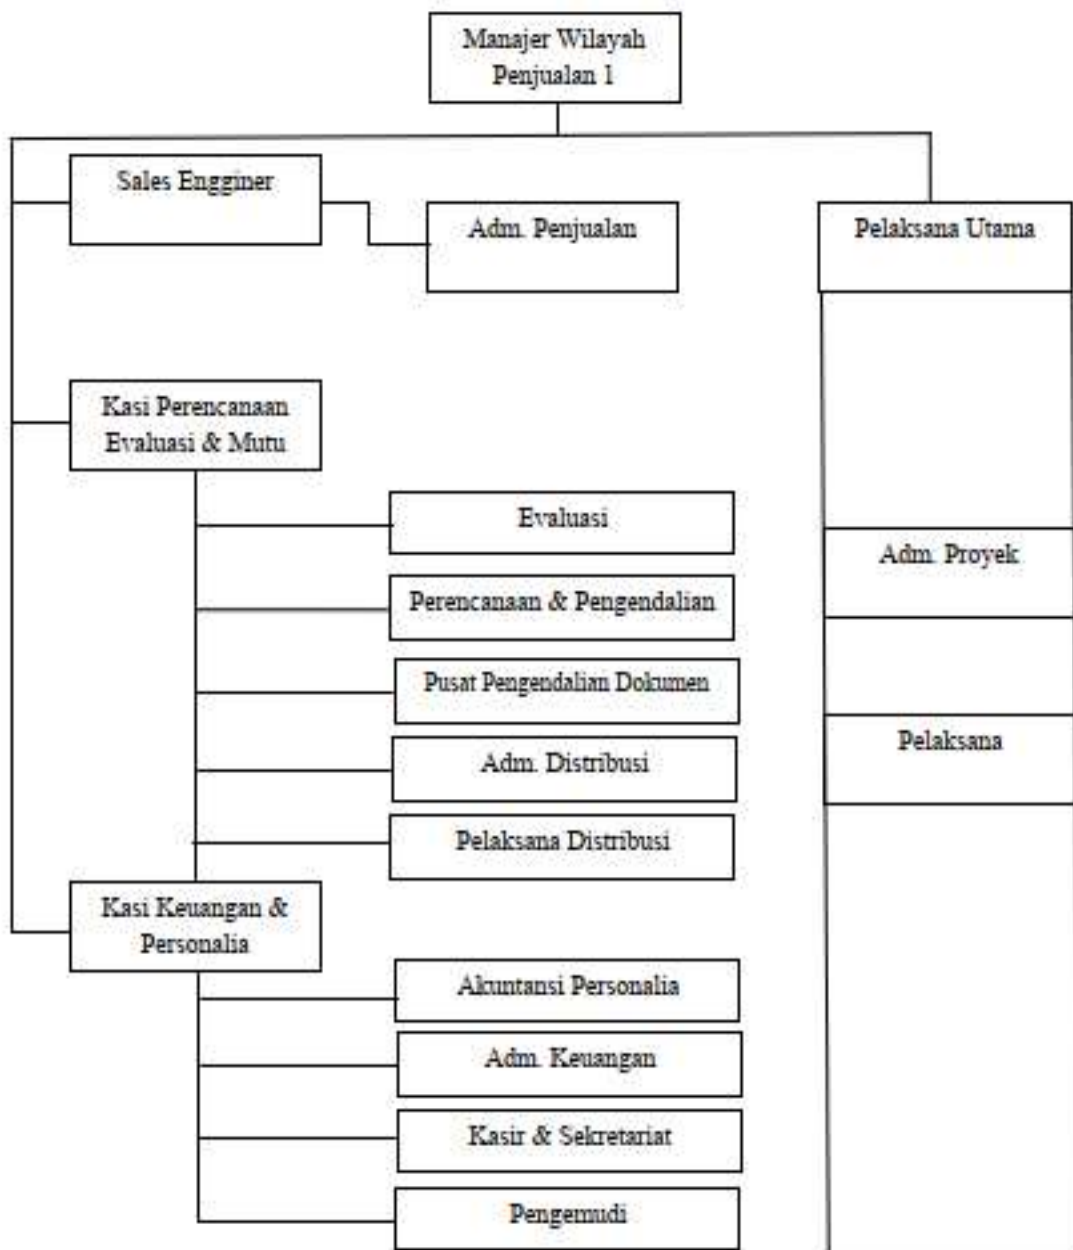 Manajer Wilayah
Penjualan 1
Sales Engginer
Adm. Penjualan
Pelaksana Utama
Kasi Perencanaan
Evaluasi & Mutu
Evaluasi
Adm. Proyek
Perencanaan & Pengendalian
Pusat Pengendalian Dokumen
Pelaksana
Adm. Distribusi
Pelaksana Distribusi
Kasi Keuangan &
Personalia
Akuntansi Personalia
Adm. Keuangan
Kasir & Sekretariat
Pengemudi